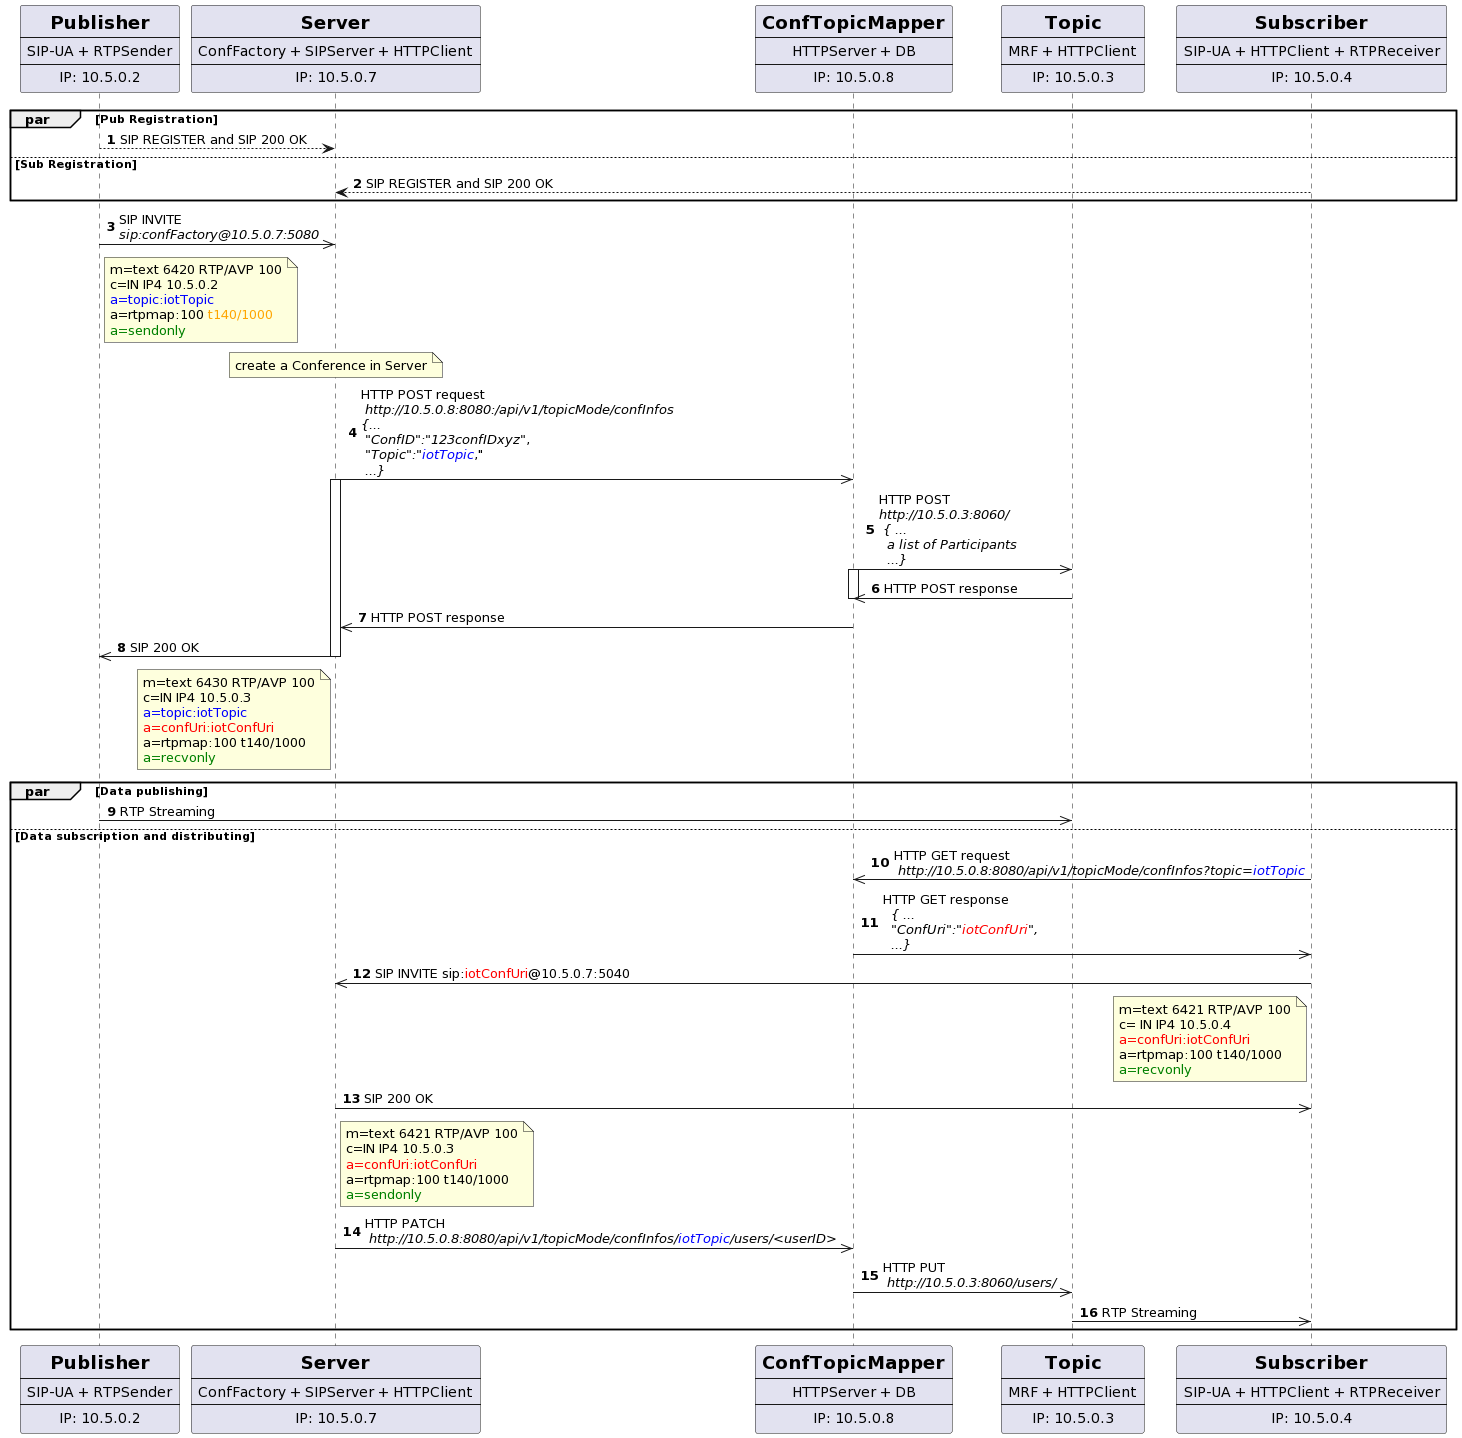 Publisher
SIP-UA + RTPSender
IP: 10.5.0.2
Server
ConfFactory + SIPServer + HTTPClient
IP: 10.5.0.7
ConfTopicMapper
HTTPServer + DB
IP: 10.5.0.8
Topic
MRF + HTTPClient
IP: 10.5.0.3
Subscriber
SIP-UA + HTTPClient + RTPReceiver
IP: 10.5.0.4
par [Pub Registration]
1 SIP REGISTER and SIP 200 OK
[Sub Registration]
2 SIP REGISTER and SIP 200 OK
3 SIP INVITE
sip:confFactory@10.5.0.7:5080
m=text 6420 RTP/AVP 100
c=IN IP4 10.5.0.2
a=topic:iotTopic
a=rtpmap:100 t140/1000
a=sendonly
create a Conference in Server
HTTP POST request
http://10.5.0.8:8080:/api/v1/topicMode/confInfos
{...
4 "ConfID":"123confIDxyz",
"Topic":"iotTopic,"
...}
HTTP POST
http://10.5.0.3:8060/
5 { ...
a list of Participants
...}
6 HTTP POST response
7 HTTP POST response
8 SIP 200 OK
m=text 6430 RTP/AVP 100
c=IN IP4 10.5.0.3
a=topic:iotTopic
a=confUri:iotConfUri
a=rtpmap:100 t140/1000
a=recvonly
par [Data publishing]
9 RTP Streaming
[Data subscription and distributing]
10 HTTP GET request
http://10.5.0.8:8080/api/v1/topicMode/confInfos?topic=iotTopic
HTTP GET response
{ ...
11 "ConfUri":"iotConfUri",
...}
12 SIP INVITE sip:iotConfUri@10.5.0.7:5040
m=text 6421 RTP/AVP 100
c= IN IP4 10.5.0.4
a=confUri:iotConfUri
a=rtpmap:100 t140/1000
a=recvonly
13 SIP 200 OK
m=text 6421 RTP/AVP 100
c=IN IP4 10.5.0.3
a=confUri:iotConfUri
a=rtpmap:100 t140/1000
a=sendonly
14 HTTP PATCH
http://10.5.0.8:8080/api/v1/topicMode/confInfos/iotTopic/users/<userID>
15 HTTP PUT
http://10.5.0.3:8060/users/
16 RTP Streaming
Publisher
SIP-UA + RTPSender
IP: 10.5.0.2
Server
ConfFactory + SIPServer + HTTPClient
IP: 10.5.0.7
ConfTopicMapper
HTTPServer + DB
IP: 10.5.0.8
Topic
MRF + HTTPClient
IP: 10.5.0.3
Subscriber
SIP-UA + HTTPClient + RTPReceiver
IP: 10.5.0.4